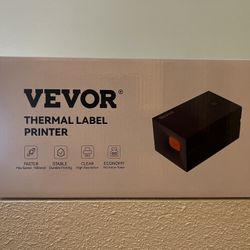 VEVOR®
THERMAL LABEL
PRINTER
FASTER STABLE CLEAR ECONOMY